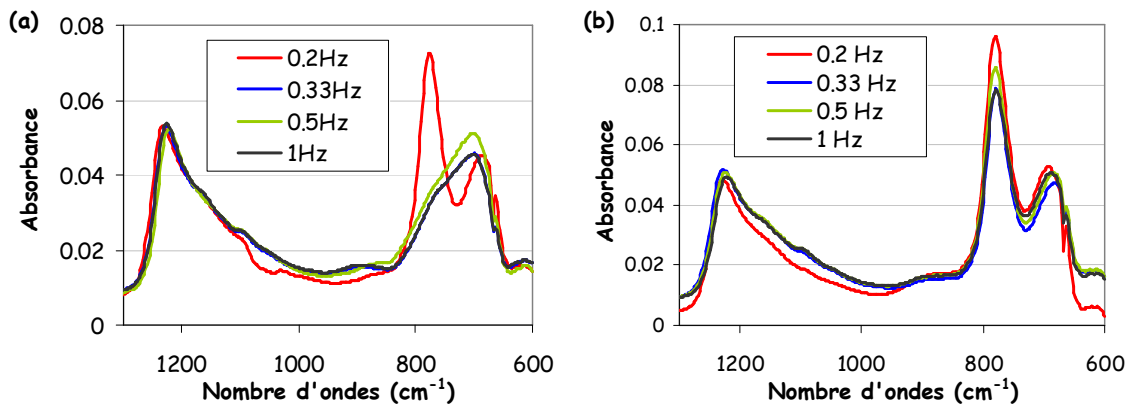 (a)
Absorbance
0.08
0.06
0.04
0.02
0
0.2Hz
0.33Hz
0.5Hz
1Hz
1200
1000
800
600
Nombre d'ondes (cm⁻¹)
(b)
Absorbance
0.1
0.08
0.06
0.04
0.02
0
0.2 Hz
0.33 Hz
0.5 Hz
1 Hz
1200
1000
800
600
Nombre d'ondes (cm⁻¹)